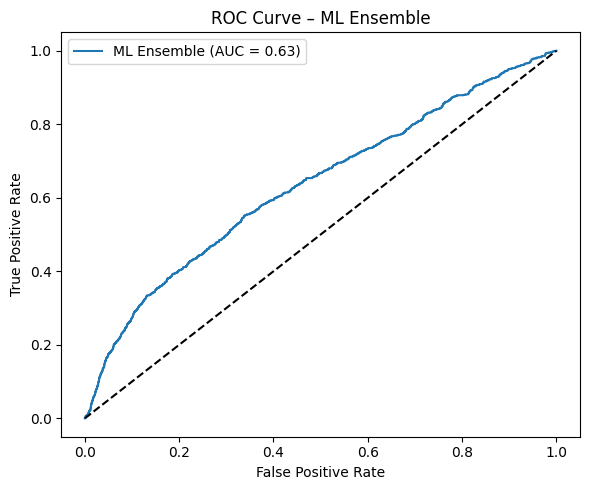 ROC Curve – ML Ensemble
ML Ensemble (AUC = 0.63)
True Positive Rate
1.0
0.8
0.6
0.4
0.2
0.0
0.0 0.2 0.4 0.6 0.8 1.0
False Positive Rate